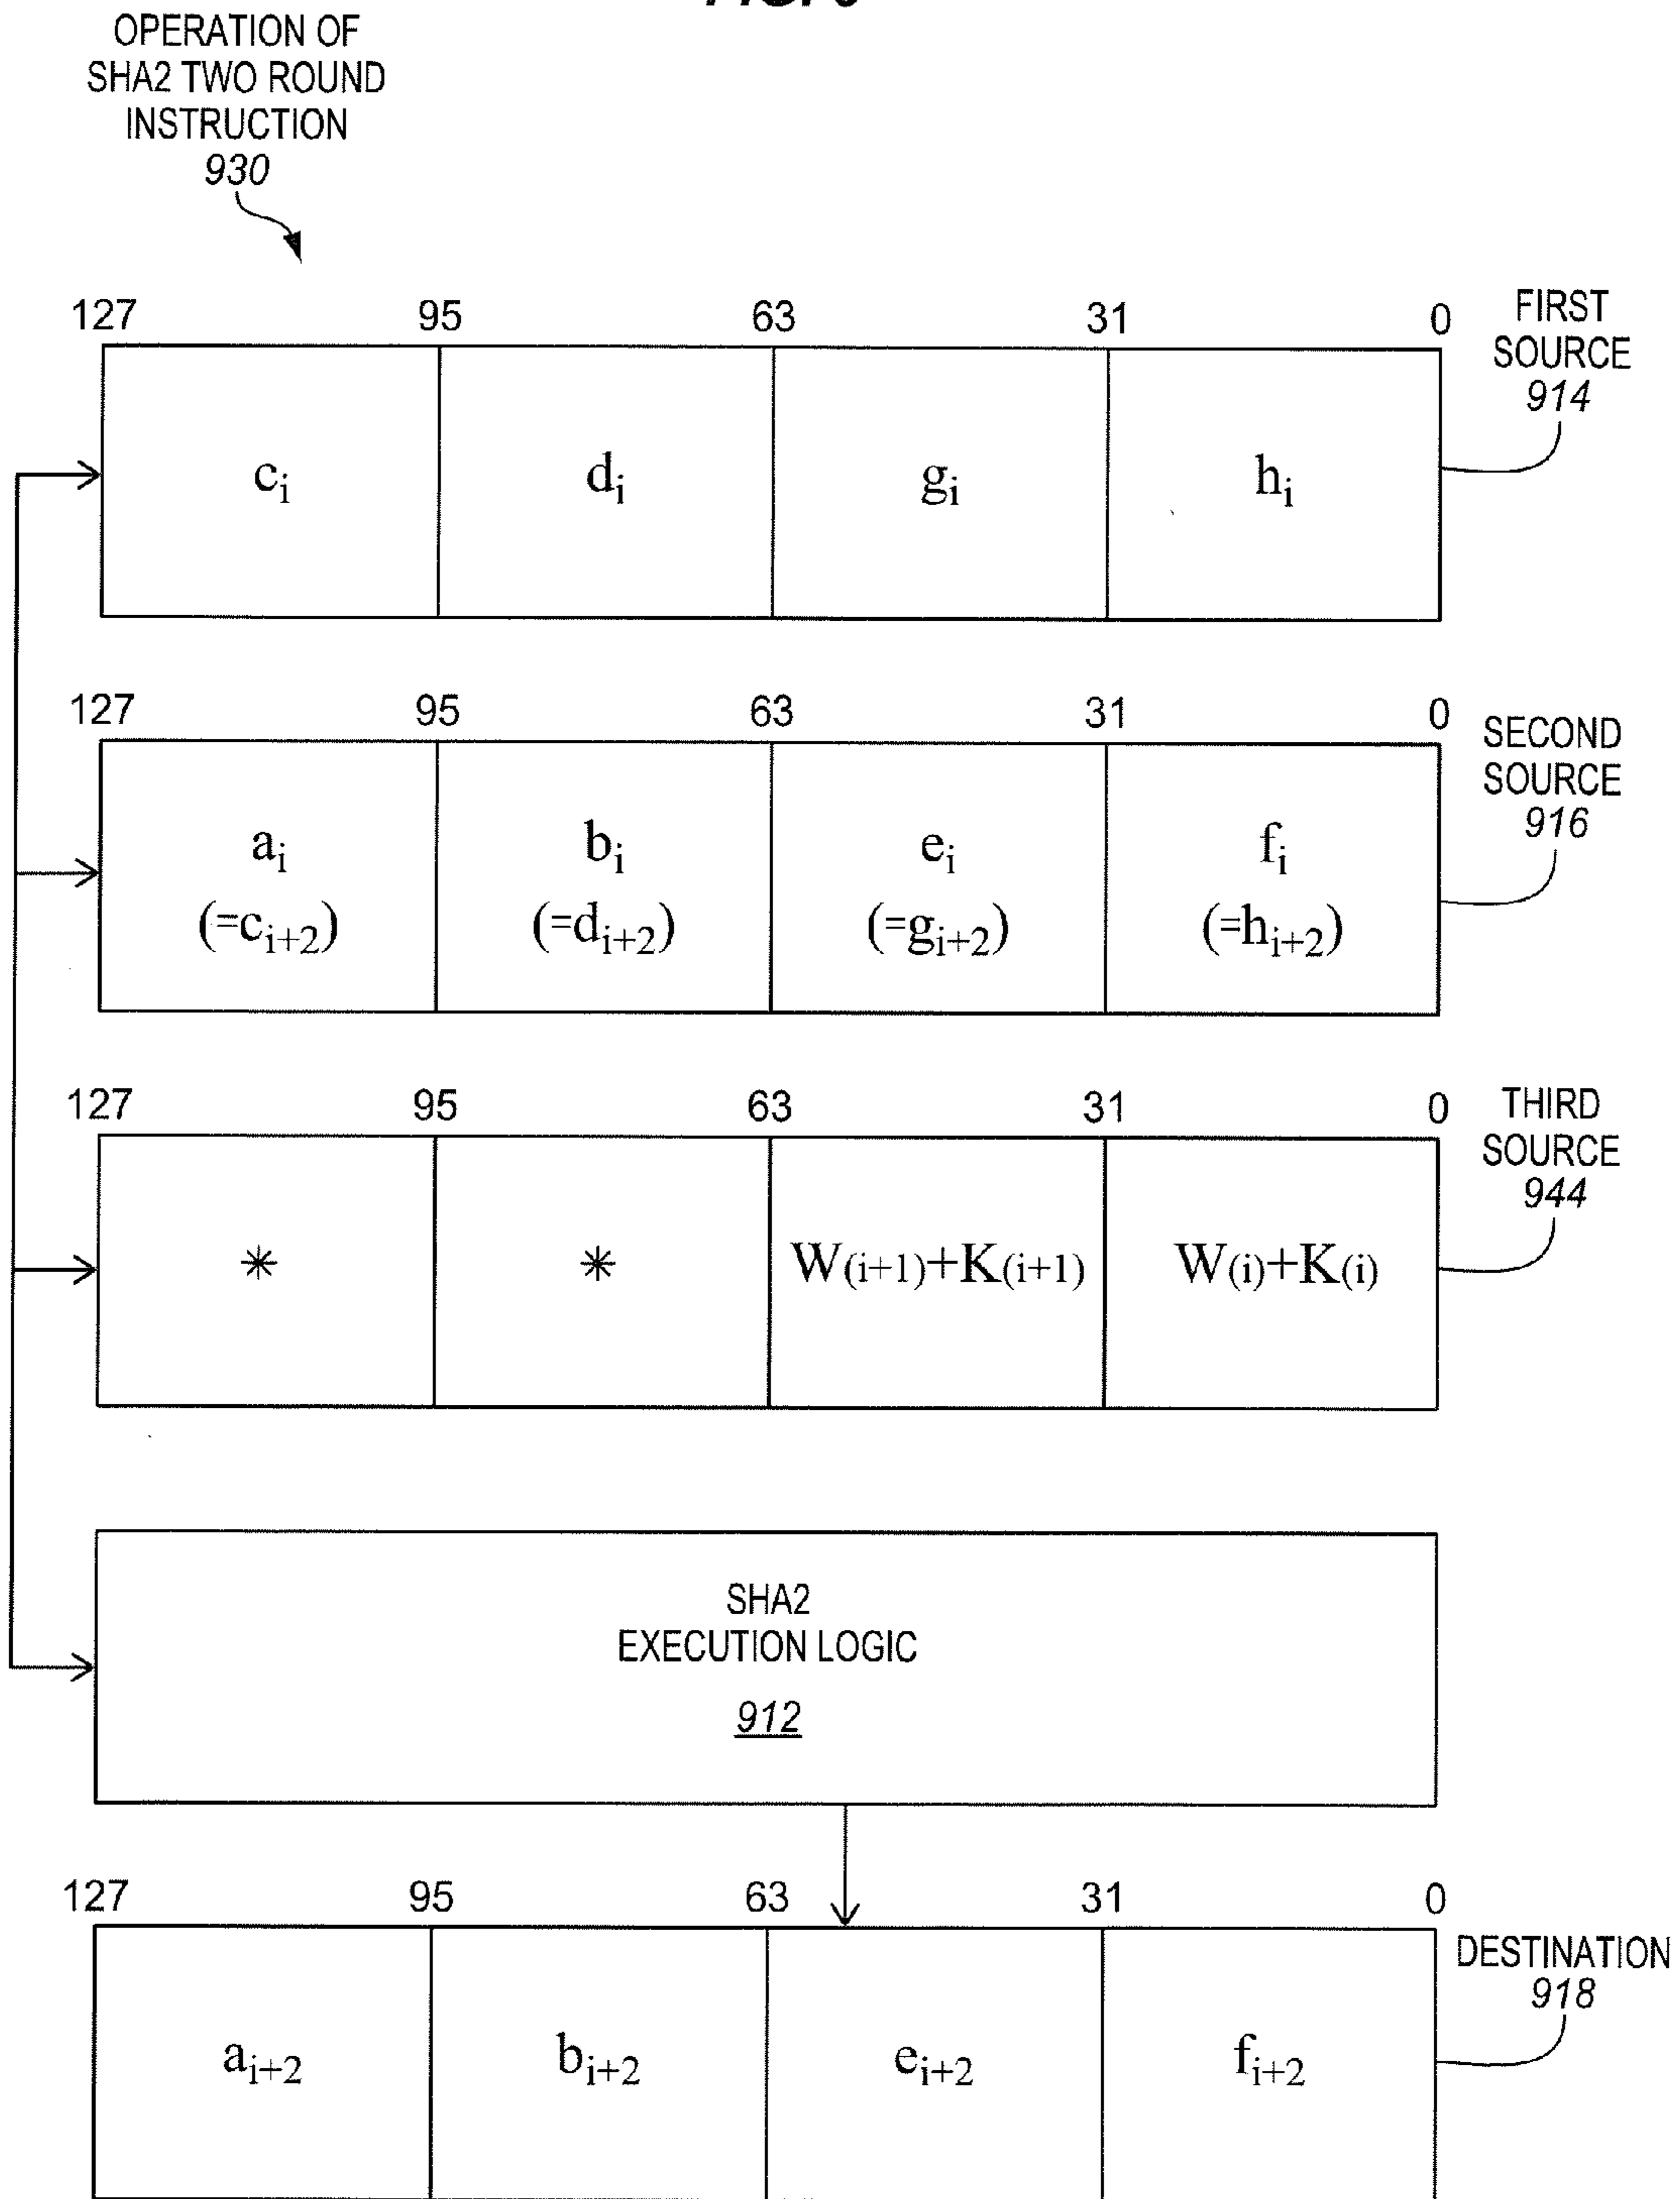 OPERATION OF
SHA2 TWO ROUND
INSTRUCTION
930
127 95 63 31 0
FIRST
SOURCE
914
cᵢ dᵢ gᵢ hᵢ
127 95 63 31 0
SECOND
SOURCE
916
aᵢ bᵢ eᵢ fᵢ
(=cᵢ₊₂) (=dᵢ₊₂) (=gᵢ₊₂) (=hᵢ₊₂)
127 95 63 31 0
THIRD
SOURCE
944
* * W(i+1)+K(i+1) W(i)+K(i)
SHA2
EXECUTION LOGIC
912
127 95 63 31 0
DESTINATION
918
aᵢ₊₂ bᵢ₊₂ eᵢ₊₂ fᵢ₊₂